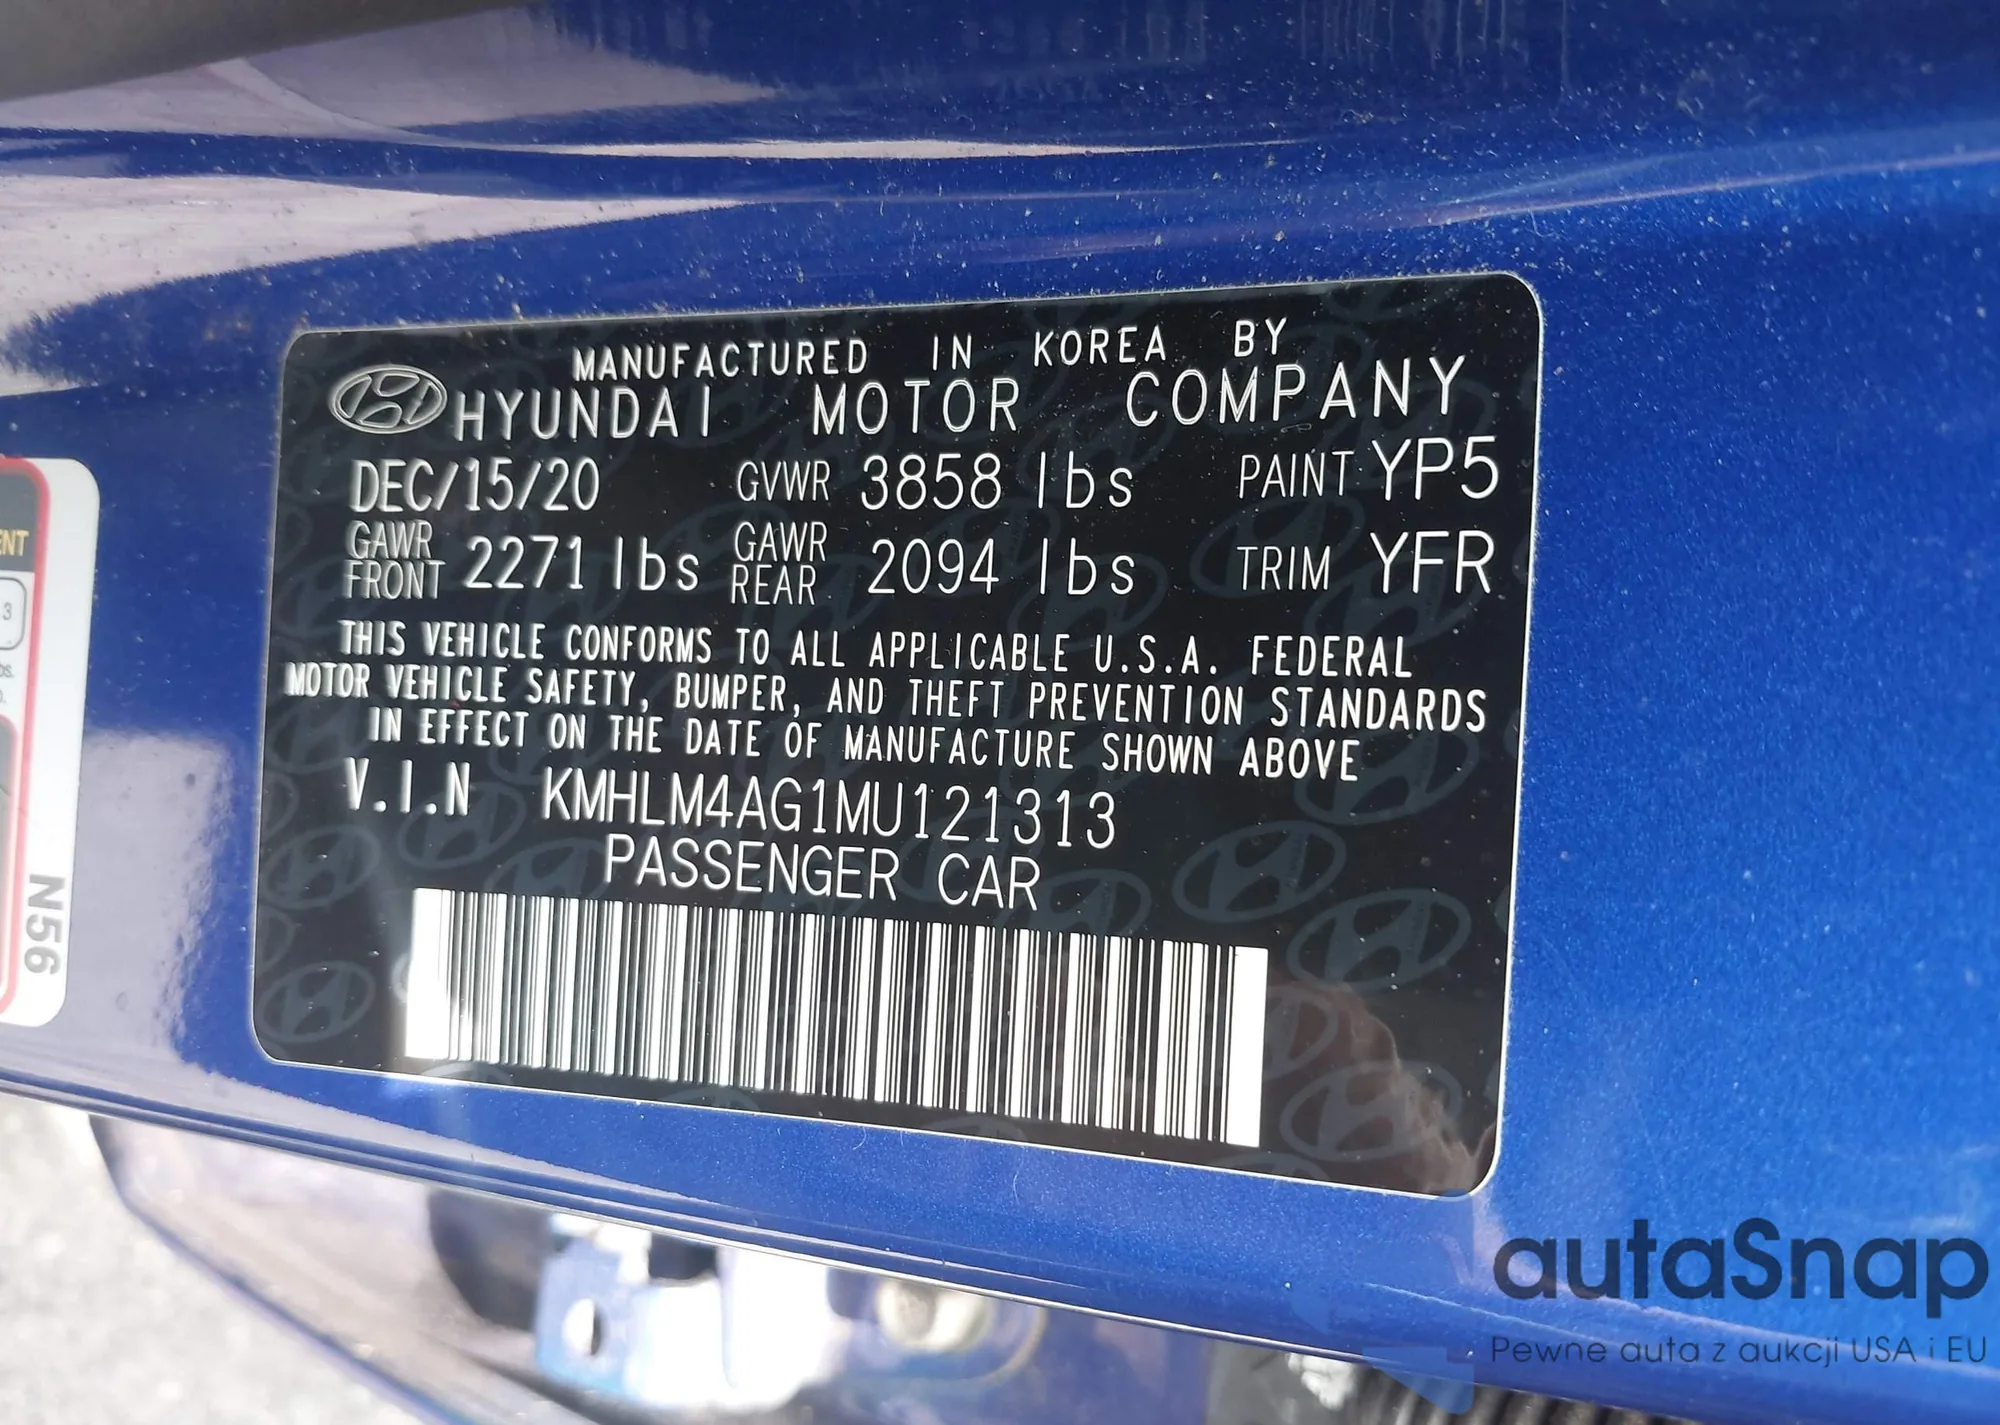 MANUFACTURED IN KOREA BY
HYUNDAI MOTOR COMPANY
DEC/15/20 GVWR 3858 lbs PAINT YP5
GAWR FRONT 2271 lbs GAWR REAR 2094 lbs TRIM YFR
THIS VEHICLE CONFORMS TO ALL APPLICABLE U.S.A. FEDERAL
MOTOR VEHICLE SAFETY, BUMPER, AND THEFT PREVENTION STANDARDS
IN EFFECT ON THE DATE OF MANUFACTURE SHOWN ABOVE
V.I.N KMHLM4AG1MU121313
PASSENGER CAR
N56
autaSnap
Pewne auta z aukcji USA i EU